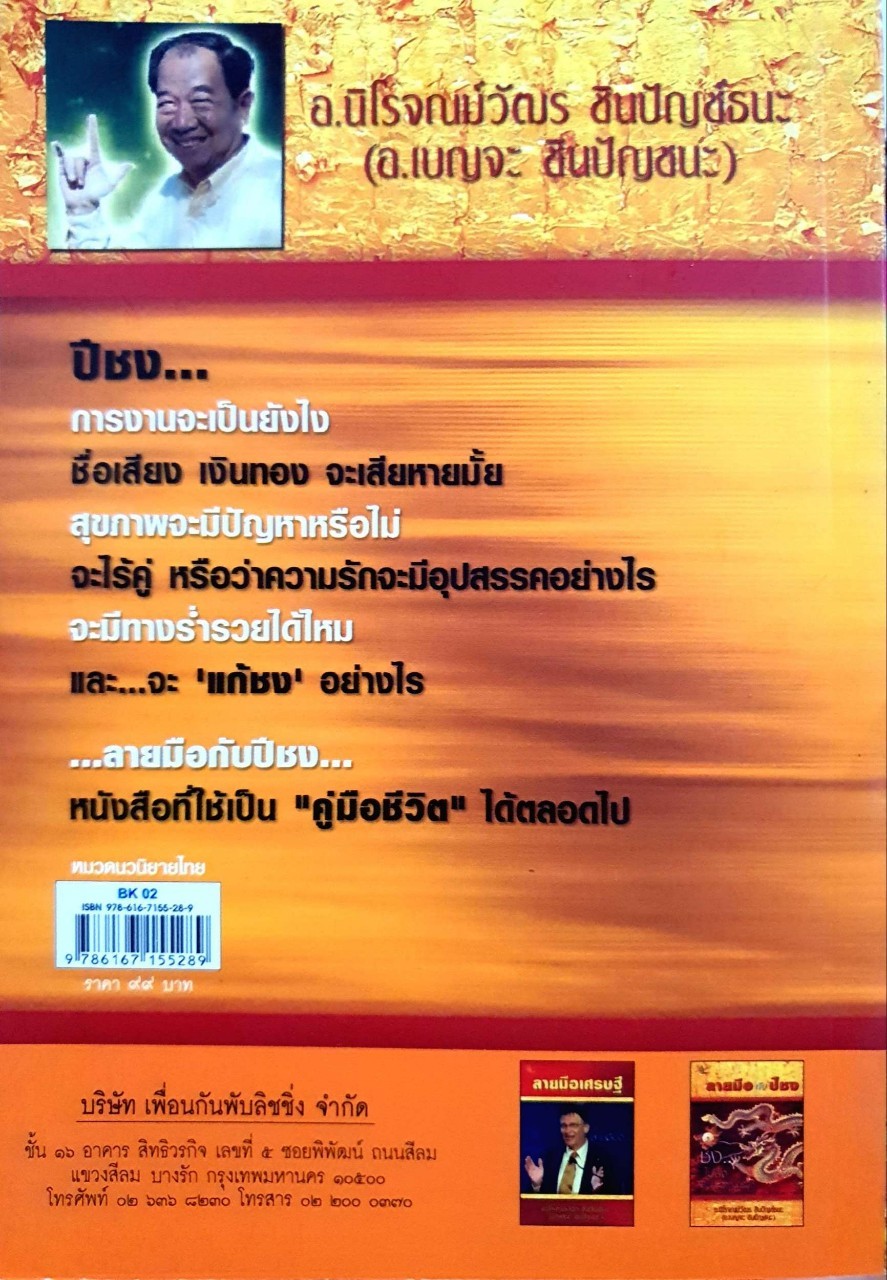 อ.นิโรจณม์วัฒร ชินปัญช์ธนะ
(อ.เบญจะ ชินปัญชนะ)
ปีชง...
การงานจะเป็นยังไง
ชื่อเสียง เงินทอง จะเสียหายมั้ย
สุขภาพจะมีปัญหาหรือไม่
จะไร้คู่ หรือว่าความรักจะมีอุปสรรคอย่างไร
จะมีทางร่ำรวยได้ไหม
และ...จะ 'แก้ชง' อย่างไร
...ลายมือกับปีชง...
หนังสือที่ใช้เป็น "คู่มือชีวิต" ได้ตลอดไป
หมวดนวนิยายไทย
BK 02
ISBN 978-616-7155-28-9
9 786167 155289
ราคา ๙๙ บาท
บริษัท เพื่อนกันพับลิชชิ่ง จำกัด
ชั้น ๑๖ อาคาร สิทธิวรกิจ เลขที่ ๕ ซอยพิพัฒน์ ถนนสีลม
แขวงสีลม บางรัก กรุงเทพมหานคร ๑๐๕๐๐
โทรศัพท์ ๐๒ ๖๓๖ ๘๒๓๐ โทรสาร ๐๒ ๒๐๐ ๐๓๗๐
ลายมือเศรษฐี
ลายมือ กับ ปีชง